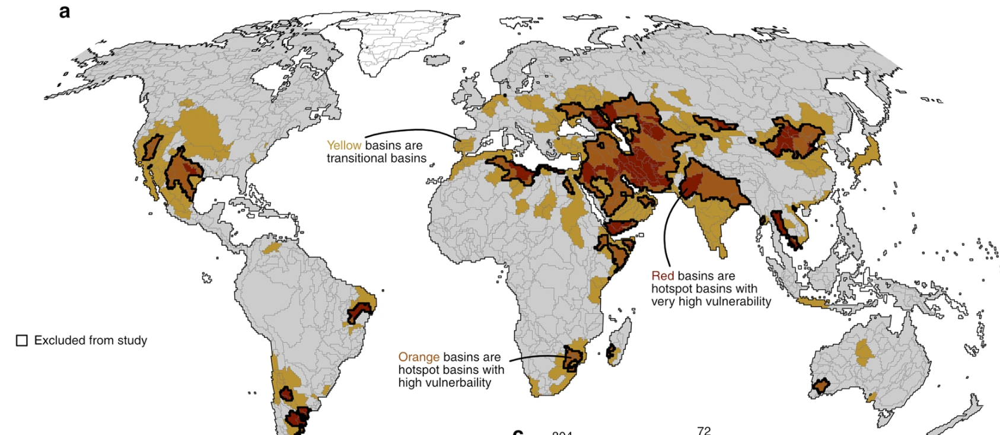 a
Yellow basins are
transitional basins
Red basins are
hotspot basins with
very high vulnerability
Excluded from study
Orange basins are
hotspot basins with
high vulnerbaility
72